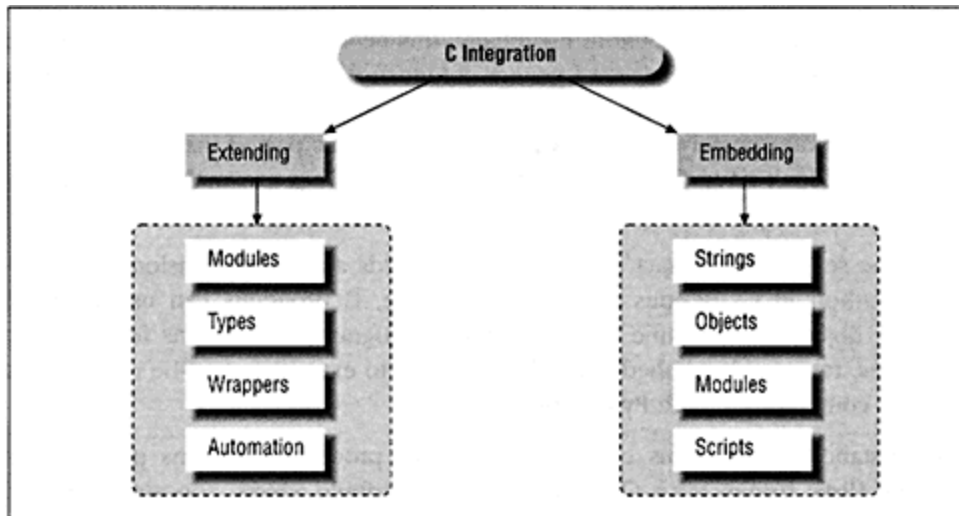 C Integration
Extending
Embedding
Modules
Types
Wrappers
Automation
Strings
Objects
Modules
Scripts